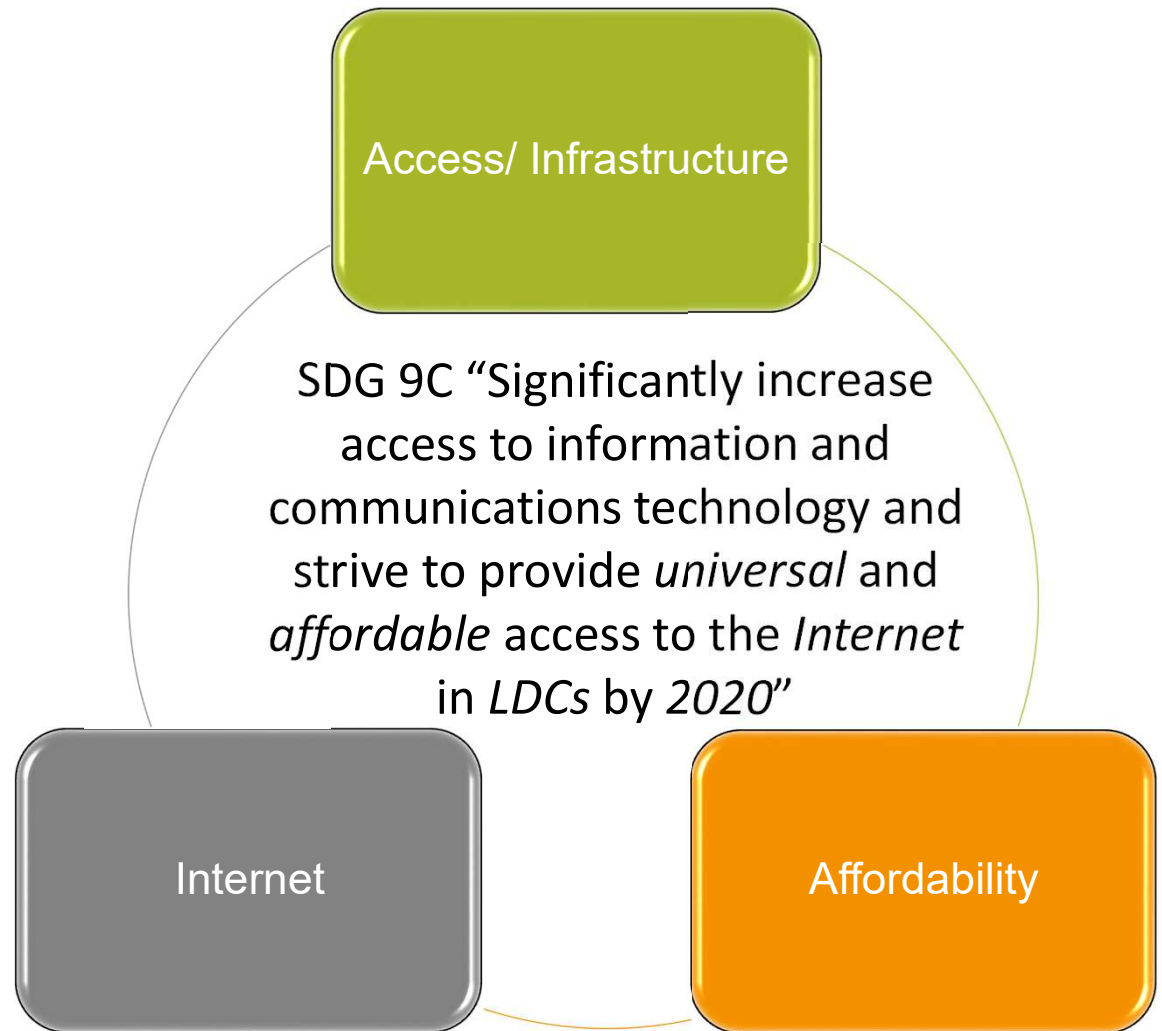 Access/ Infrastructure
SDG 9C “Significantly increase
access to information and
communications technology and
strive to provide universal and
affordable access to the Internet
in LDCs by 2020”
Internet
Affordability